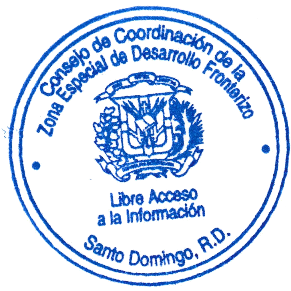 Consejo de Coordinación de la
Zona Especial de Desarrollo Fronterizo
Libre Acceso
a la Información
Santo Domingo, R.D.